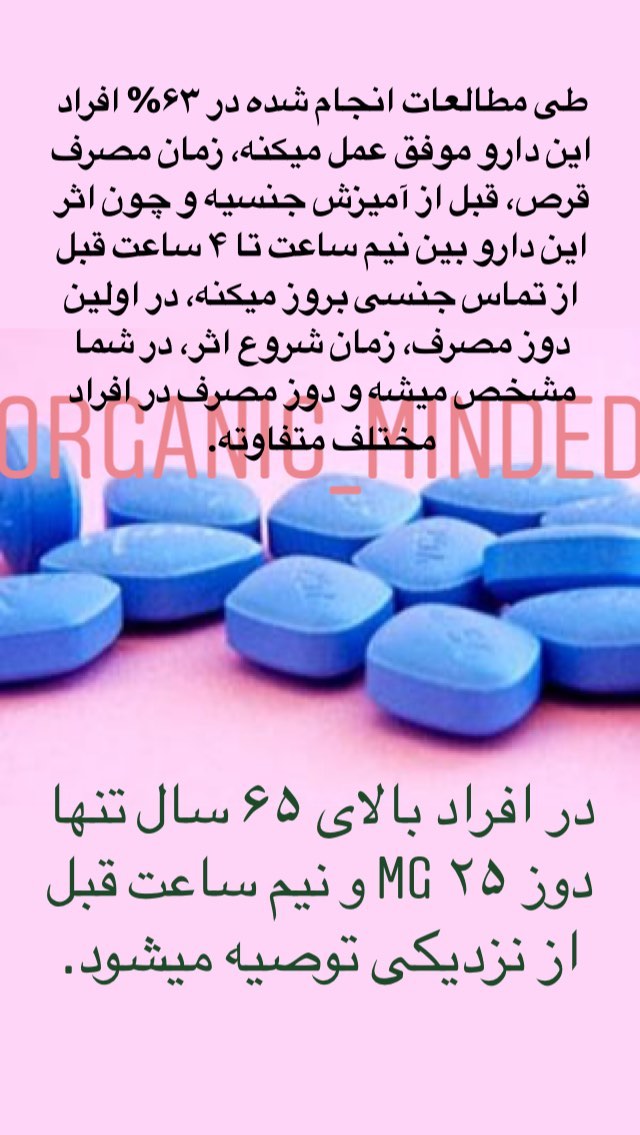 طی مطالعات انجام شده در ۶۳% افراد
این دارو موفق عمل میکنه، زمان مصرف
قرص، قبل از آمیزش جنسیه و چون اثر
این دارو بین نیم ساعت تا ۴ ساعت قبل
از تماس جنسی بروز میکنه، در اولین
دوز مصرف، زمان شروع اثر، در شما
مشخص میشه و دوز مصرف در افراد
مختلف متفاوته.
ORGANIC_MINDED
در افراد بالای ۶۵ سال تنها
دوز ۲۵ MG و نیم ساعت قبل
از نزدیکی توصیه میشود.